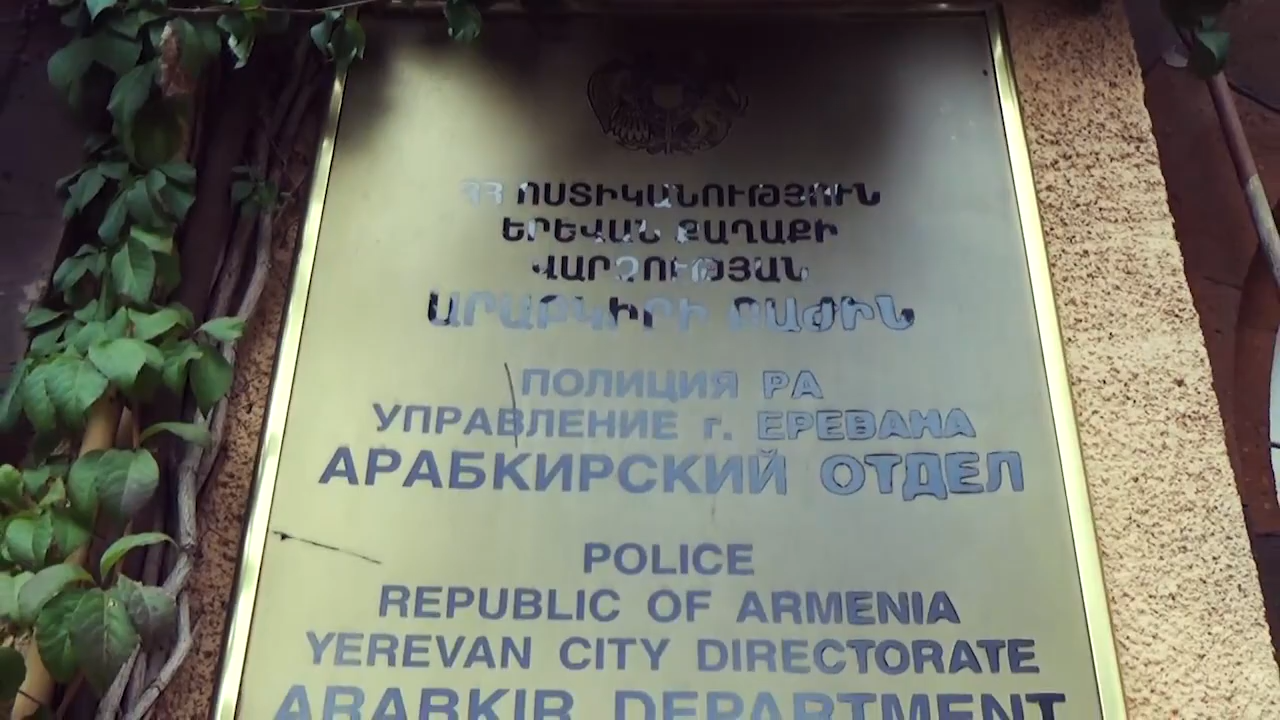 ՀՀ ՈՍՏԻԿԱՆՈՒԹՅՈՒՆ
ԵՐԵՎԱՆ ՔԱՂԱՔԻ
ՎԱՐՉՈՒԹՅԱՆ
ԱՐԱԲԿԻՐԻ ԲԱԺԻՆ
ПОЛИЦИЯ РА
УПРАВЛЕНИЕ г. ЕРЕВАНА
АРАБКИРСКИЙ ОТДЕЛ
POLICE
REPUBLIC OF ARMENIA
YEREVAN CITY DIRECTORATE
ARABKIR DEPARTMENT